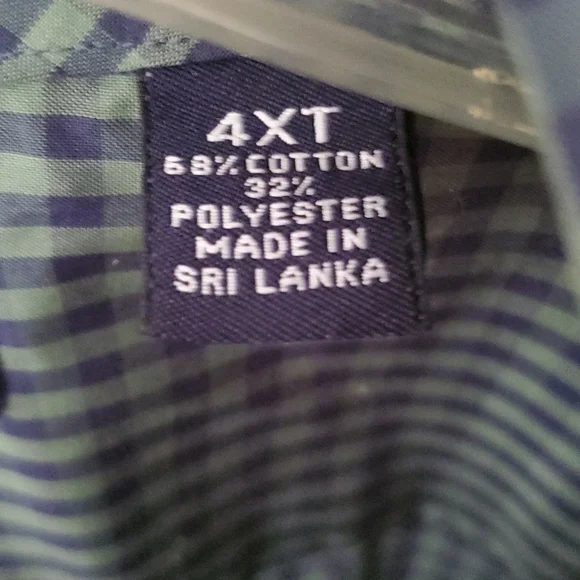 4XT
68% COTTON
32%
POLYESTER
MADE IN
SRI LANKA